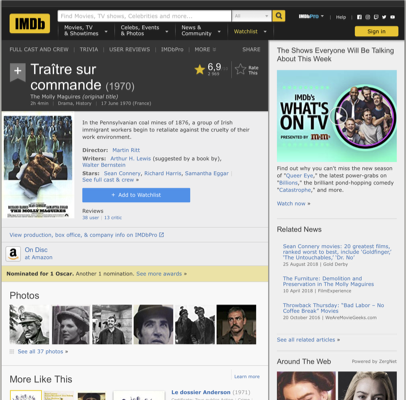 IMDb
Find Movies, TV shows, Celebrities and more...
All
Movies, TV
& Showtimes
Celebs, Events
& Photos
News &
Community
Watchlist
IMDbPro
Help
Sign in
FULL CAST AND CREW | TRIVIA | USER REVIEWS | IMDbPro | MORE
SHARE
Traître sur
commande (1970)
The Molly Maguires (original title)
2h 4min | Drama, History | 17 June 1970 (France)
6,9
Rate
This
In the Pennsylvanian coal mines of 1876, a group of Irish
immigrant workers begin to retaliate against the cruelty of their
work environment.
Director: Martin Ritt
Writers: Arthur H. Lewis (suggested by a book by),
Walter Bernstein
Stars: Sean Connery, Richard Harris, Samantha Eggar |
See full cast & crew »
+ Add to Watchlist
Reviews
38 user | 13 critic
THE MOLLY MAGUIRES
View production, box office, & company info on IMDbPro
On Disc
at Amazon
Nominated for 1 Oscar. Another 1 nomination. See more awards »
Photos
See all 37 photos »
More Like This
Learn more
Le dossier Anderson (1971)
The Shows Everyone Will Be Talking
About This Week
IMDb's
WHAT'S
ON TV
PRESENTED BY
Find out why you can't miss the new season
of "Queer Eye," the latest power-grabs on
"Billions," the brilliant pond-hopping comedy
"Catastrophe," and more.
Watch now »
Related News
Sean Connery movies: 20 greatest films,
ranked worst to best, include 'Goldfinger,'
'The Untouchables,' 'Dr. No'
25 August 2018 | Gold Derby
The Furniture: Demolition and
Preservation in The Molly Maguires
10 April 2018 | FilmExperience
Throwback Thursday: "Bad Labor – No
Coffee Break" Movies
20 October 2016 | WeAreMovieGeeks.com
See all related articles »
Around The Web
Powered by ZergNet